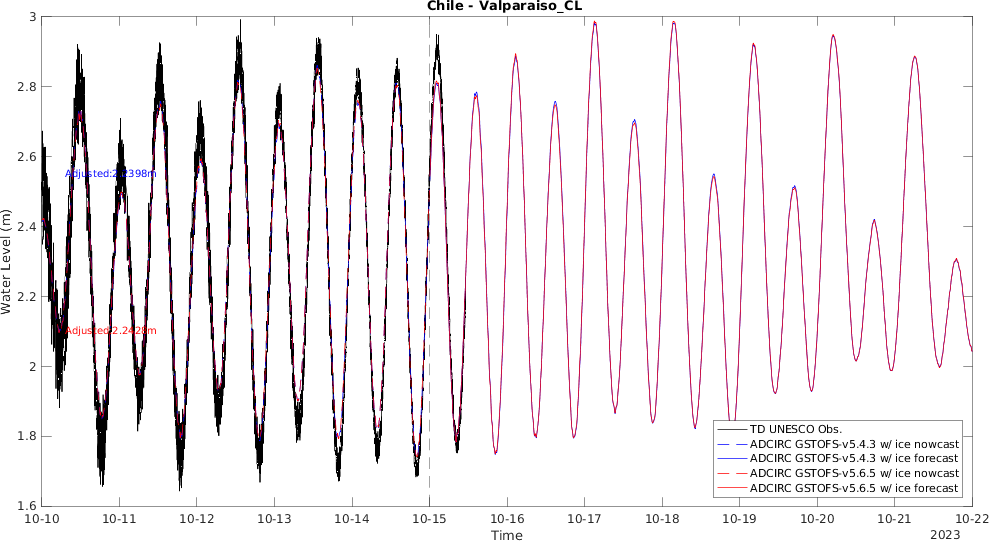 Chile - Valparaiso_CL
3
2.8
2.6
2.4
2.2
2
1.8
1.6
Water Level (m)
Adjusted:2.2398m
Adjusted:2.2428m
TD UNESCO Obs.
ADCIRC GSTOFS-v5.4.3 w/ ice nowcast
ADCIRC GSTOFS-v5.4.3 w/ ice forecast
ADCIRC GSTOFS-v5.6.5 w/ ice nowcast
ADCIRC GSTOFS-v5.6.5 w/ ice forecast
10-10 10-11 10-12 10-13 10-14 10-15 10-16 10-17 10-18 10-19 10-20 10-21 10-22
Time
2023